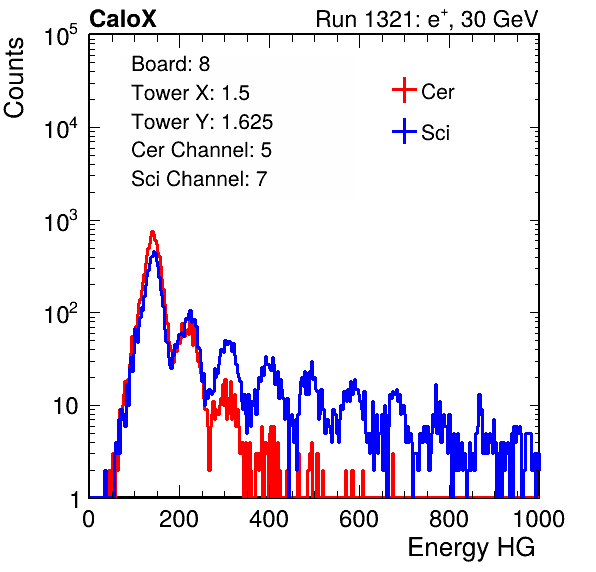 CaloX Run 1321: e⁺, 30 GeV
Counts
10⁵
10⁴
10³
10²
10
1
Board: 8
Tower X: 1.5
Tower Y: 1.625
Cer Channel: 5
Sci Channel: 7
Cer
Sci
0 200 400 600 800 1000
Energy HG